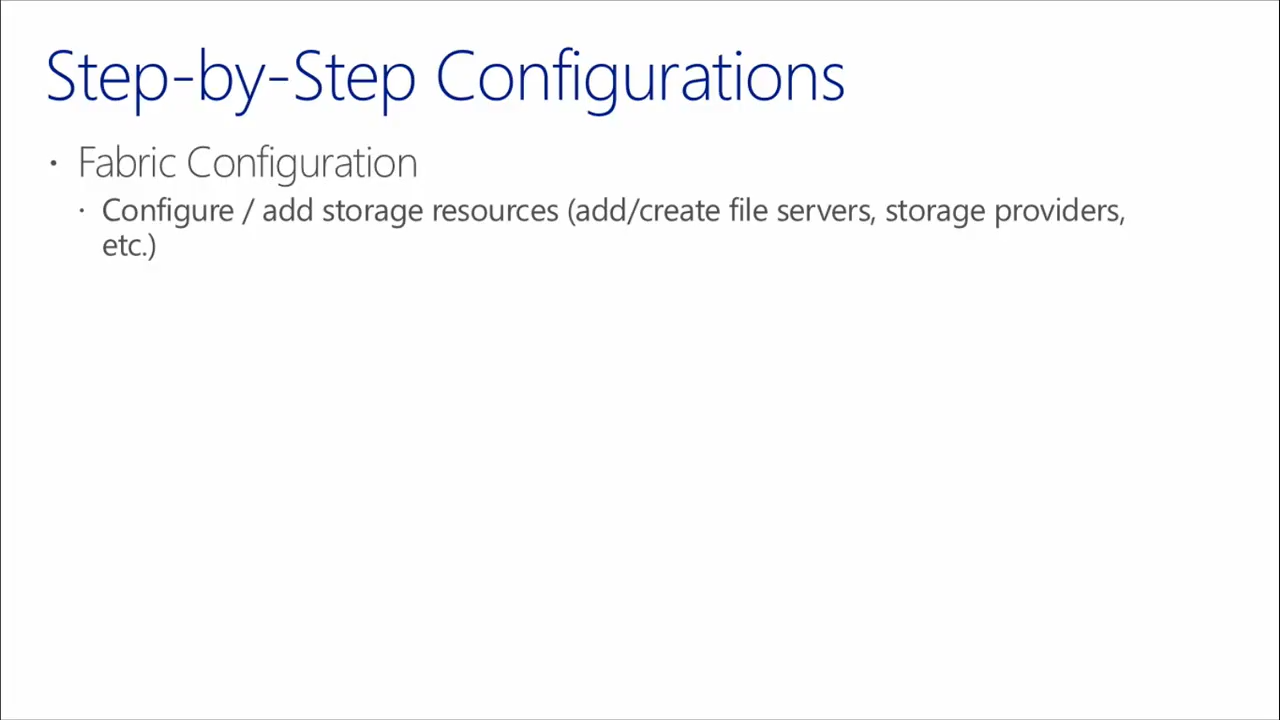 Step-by-Step Configurations
· Fabric Configuration
· Configure / add storage resources (add/create file servers, storage providers,
etc.)